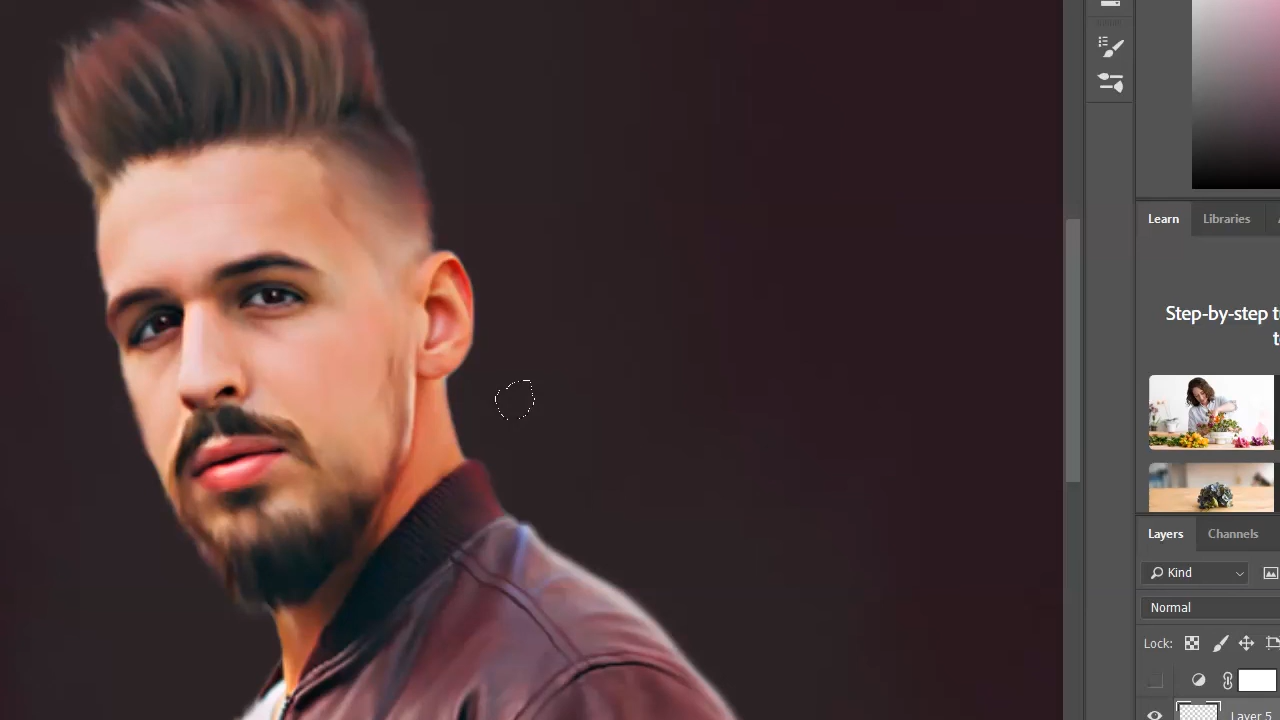 Learn
Libraries
Step-by-step
Layers
Channels
Kind
Normal
Lock:
Layer 5